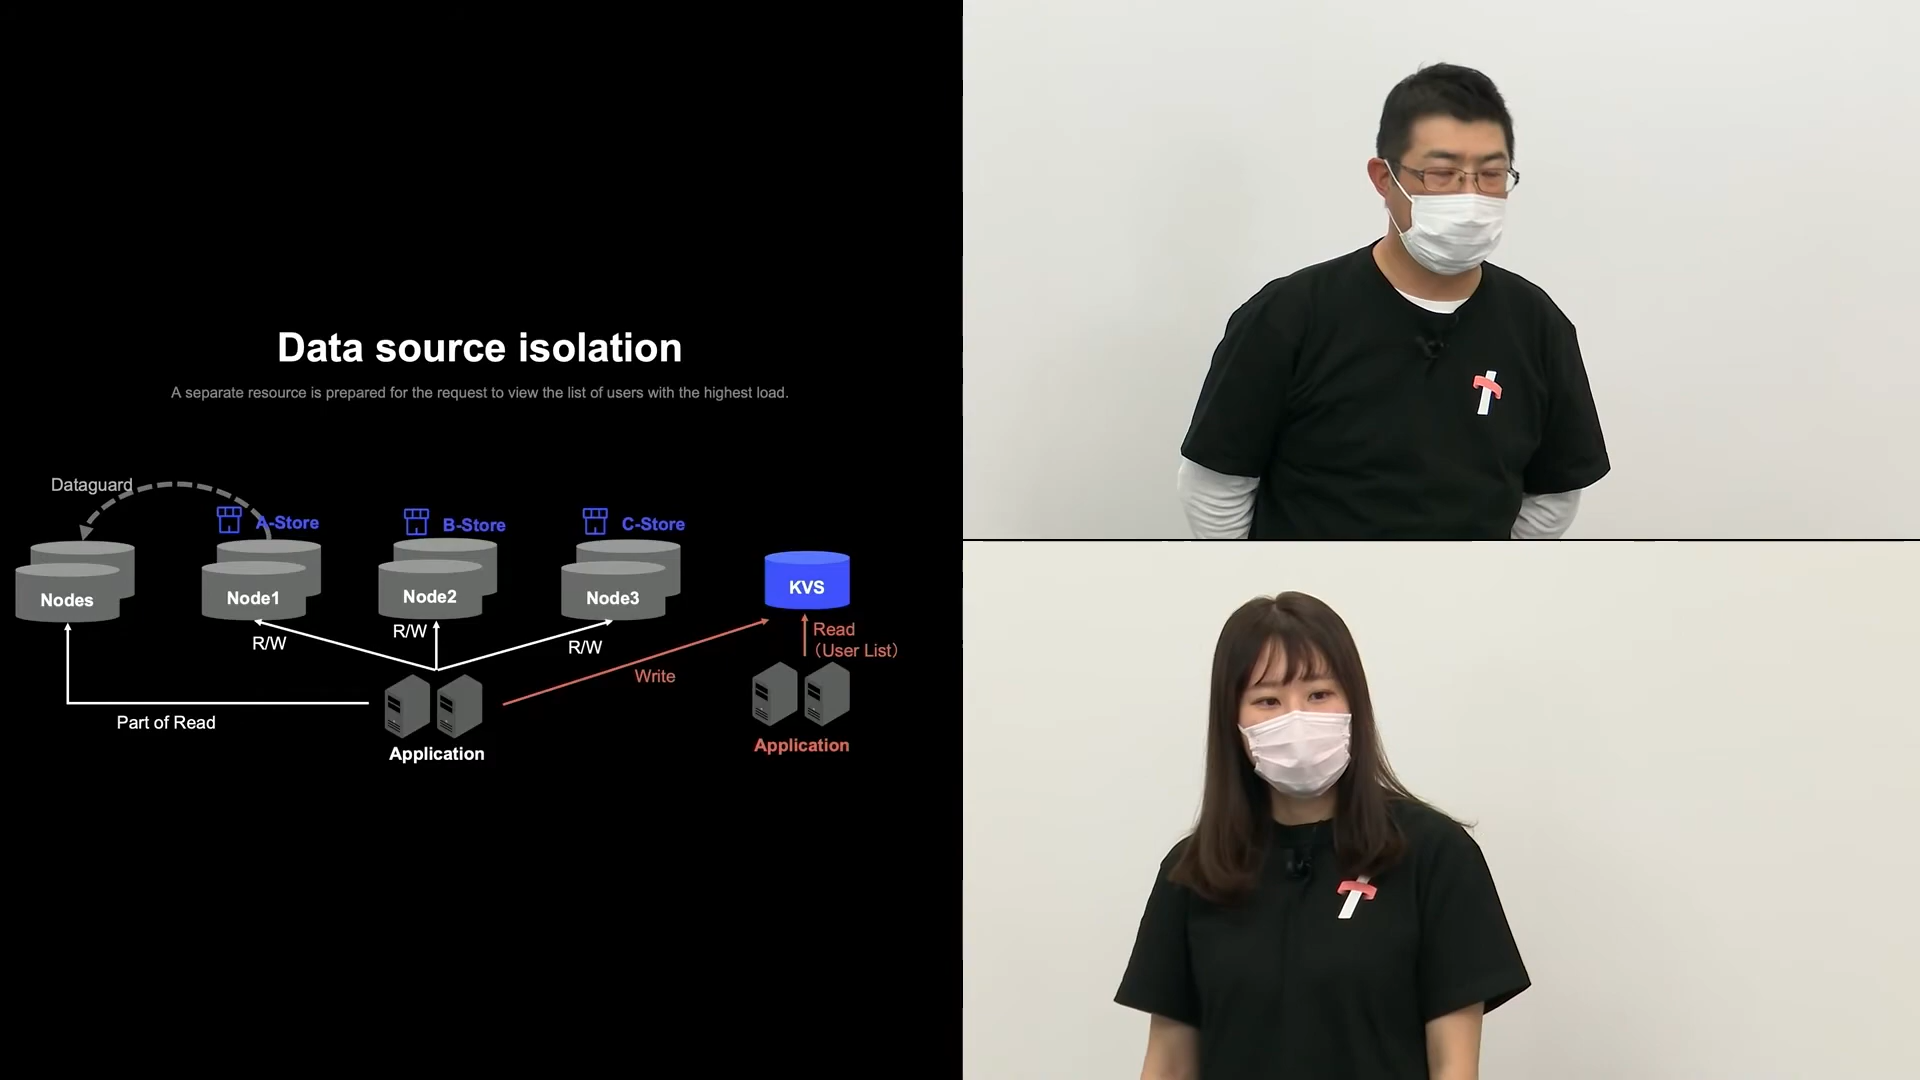 Data source isolation
A separate resource is prepared for the request to view the list of users with the highest load.
Dataguard
A-Store
B-Store
C-Store
Nodes
Node1
Node2
Node3
KVS
R/W
R/W
R/W
Read
（User List）
Write
Part of Read
Application
Application